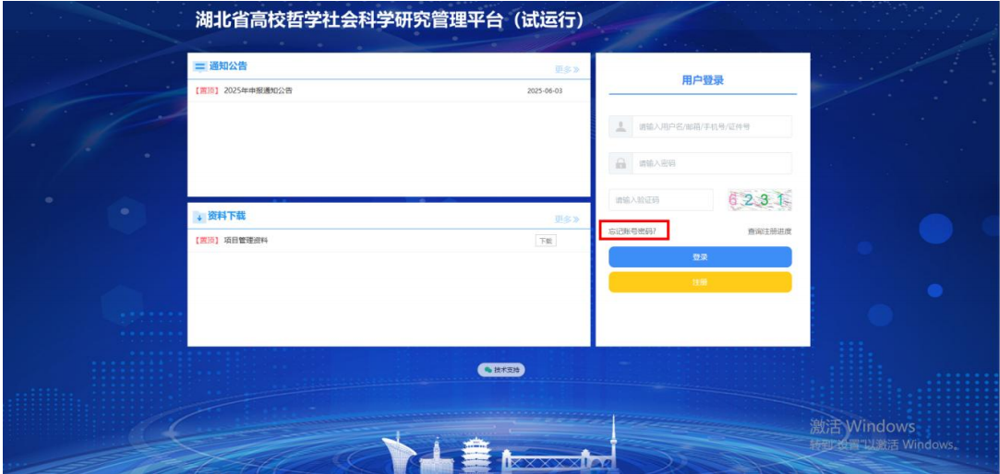 湖北省高校哲学社会科学研究管理平台（试运行）
通知公告
更多
【置顶】 2025年申报通知公告 2025-06-03
资料下载
更多
【置顶】 项目管理资料 下载
用户登录
请输入用户名/邮箱/手机号/证件号
请输入密码
请输入验证码 6231
忘记账号密码? 查询注册进度
登录
注册
技术支持
激活 Windows
转到"设置"以激活 Windows。